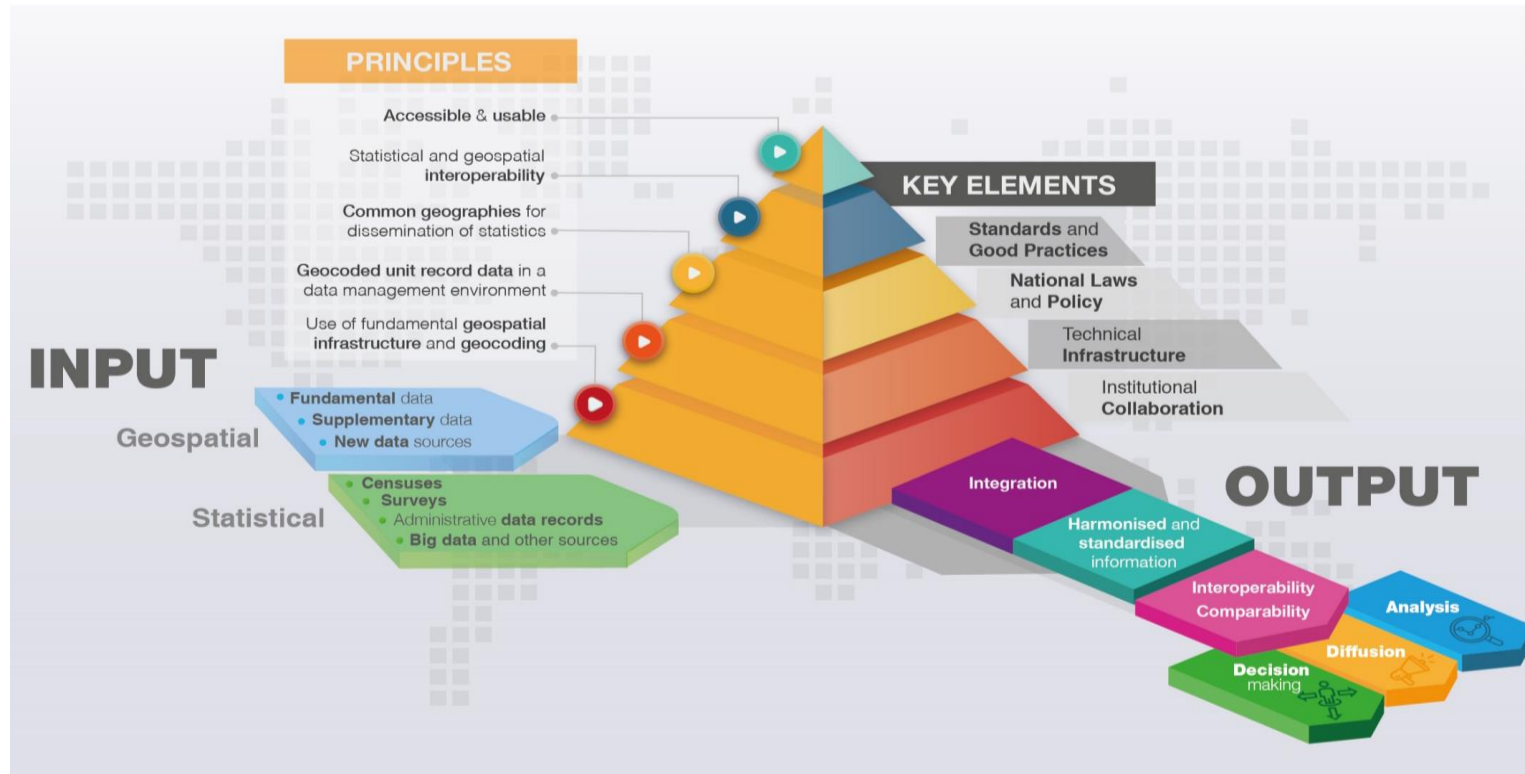 PRINCIPLES
Accessible & usable
Statistical and geospatial
interoperability
Common geographies for
dissemination of statistics
Geocoded unit record data in a
data management environment
Use of fundamental geospatial
infrastructure and geocoding
KEY ELEMENTS
Standards and
Good Practices
National Laws
and Policy
Technical
Infrastructure
Institutional
Collaboration
INPUT
Geospatial
• Fundamental data
• Supplementary data
• New data sources
Statistical
• Censuses
• Surveys
• Administrative data records
• Big data and other sources
OUTPUT
Integration
Harmonised and
standardised
information
Interoperability
Comparability
Analysis
Diffusion
Decision
making